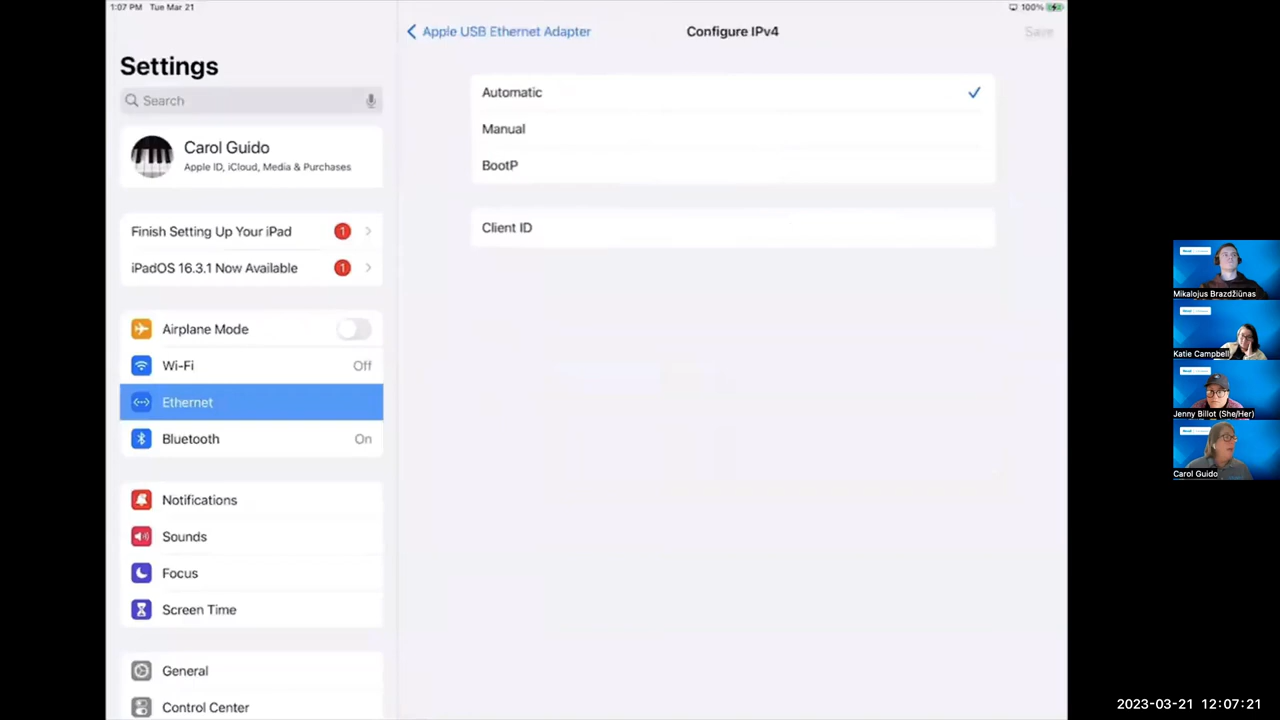 1:07 PM Tue Mar 21
100%
Apple USB Ethernet Adapter
Configure IPv4
Save
Settings
Search
Carol Guido
Apple ID, iCloud, Media & Purchases
Finish Setting Up Your iPad 1
iPadOS 16.3.1 Now Available 1
Airplane Mode
Wi-Fi Off
Ethernet
Bluetooth On
Notifications
Sounds
Focus
Screen Time
General
Control Center
Automatic
Manual
BootP
Client ID
Mikalojus Brazdžiūnas
Katie Campbell
Jenny Billot (She/Her)
Carol Guido
2023-03-21 12:07:21